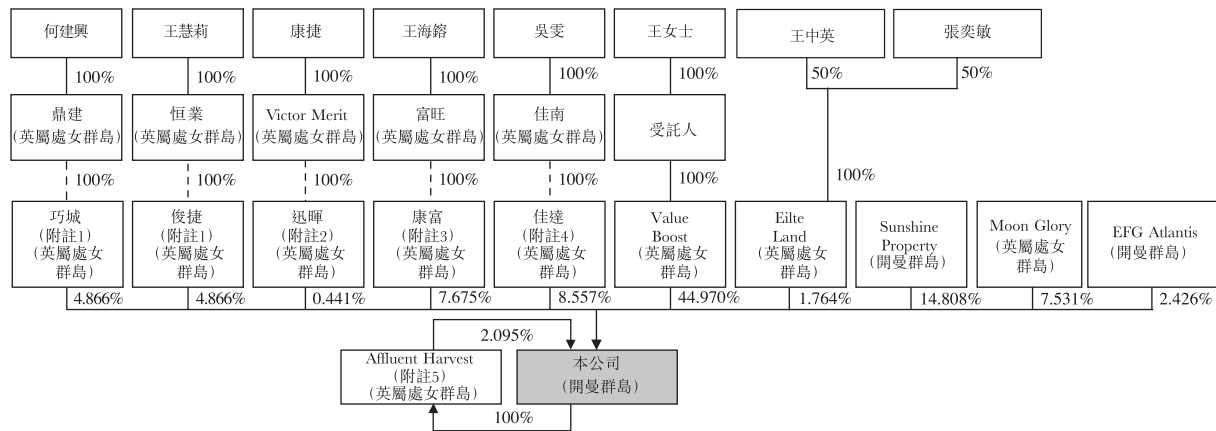 何建興
王慧莉
康捷
王海鎔
吳雯
王女士
王中英
張奕敏
100%
100%
100%
100%
100%
100%
50%
50%
鼎建
(英屬處女群島)
恒業
(英屬處女群島)
Victor Merit
(英屬處女群島)
富旺
(英屬處女群島)
佳南
(英屬處女群島)
受託人
100%
100%
100%
100%
100%
100%
100%
巧城
(附註1)
(英屬處女
群島)
俊捷
(附註1)
(英屬處女
群島)
迅暉
(附註2)
(英屬處女
群島)
康富
(附註3)
(英屬處女
群島)
佳達
(附註4)
(英屬處女
群島)
Value
Boost
(英屬處女
群島)
Eilte
Land
(英屬處女
群島)
Sunshine
Property
(開曼群島)
Moon Glory
(英屬處女
群島)
EFG Atlantis
(開曼群島)
4.866%
4.866%
0.441%
7.675%
8.557%
44.970%
1.764%
14.808%
7.531%
2.426%
2.095%
Affluent Harvest
(附註5)
(英屬處女群島)
本公司
(開曼群島)
100%